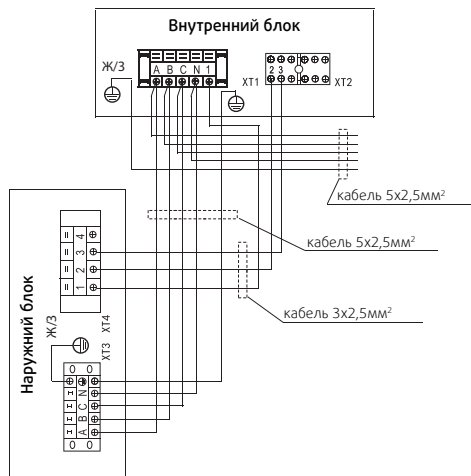 Внутренний блок
Ж/З
A B C N 1
XT1
2 3
XT2
кабель 5х2,5мм²
кабель 5х2,5мм²
кабель 3х2,5мм²
Наружний блок
4
3
2
1
Ж/З
XT4
XT3
N
C
B
A